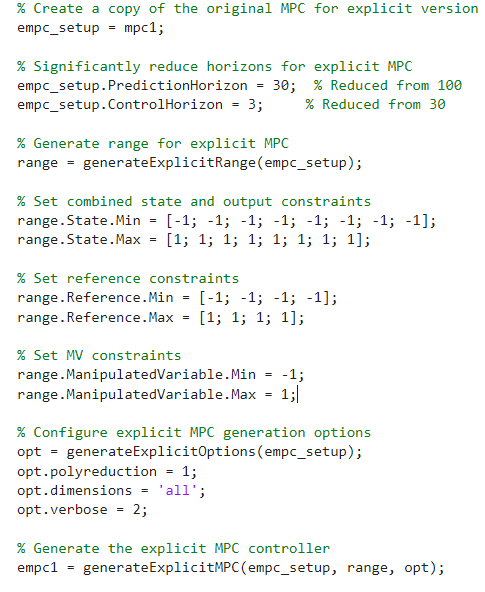 % Create a copy of the original MPC for explicit version
empc_setup = mpc1;
% Significantly reduce horizons for explicit MPC
empc_setup.PredictionHorizon = 30;  % Reduced from 100
empc_setup.ControlHorizon = 3;     % Reduced from 30
% Generate range for explicit MPC
range = generateExplicitRange(empc_setup);
% Set combined state and output constraints
range.State.Min = [-1; -1; -1; -1; -1; -1; -1; -1];
range.State.Max = [1; 1; 1; 1; 1; 1; 1; 1];
% Set reference constraints
range.Reference.Min = [-1; -1; -1; -1];
range.Reference.Max = [1; 1; 1; 1];
% Set MV constraints
range.ManipulatedVariable.Min = -1;
range.ManipulatedVariable.Max = 1;
% Configure explicit MPC generation options
opt = generateExplicitOptions(empc_setup);
opt.polyreduction = 1;
opt.dimensions = 'all';
opt.verbose = 2;
% Generate the explicit MPC controller
empc1 = generateExplicitMPC(empc_setup, range, opt);